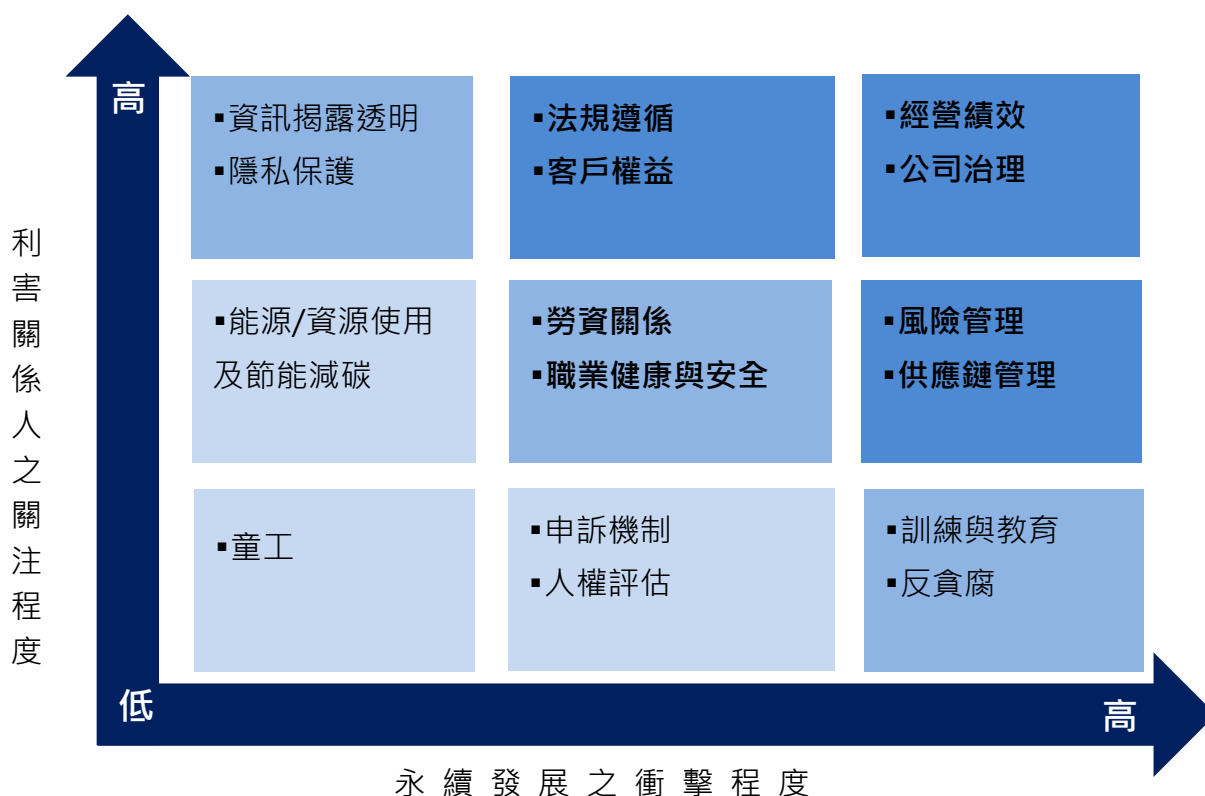 高
▪資訊揭露透明
▪隱私保護
▪法規遵循
▪客戶權益
▪經營績效
▪公司治理
利害關係人之關注程度
▪能源/資源使用
及節能減碳
▪勞資關係
▪職業健康與安全
▪風險管理
▪供應鏈管理
▪童工
▪申訴機制
▪人權評估
▪訓練與教育
▪反貪腐
低
高
永續發展之衝擊程度